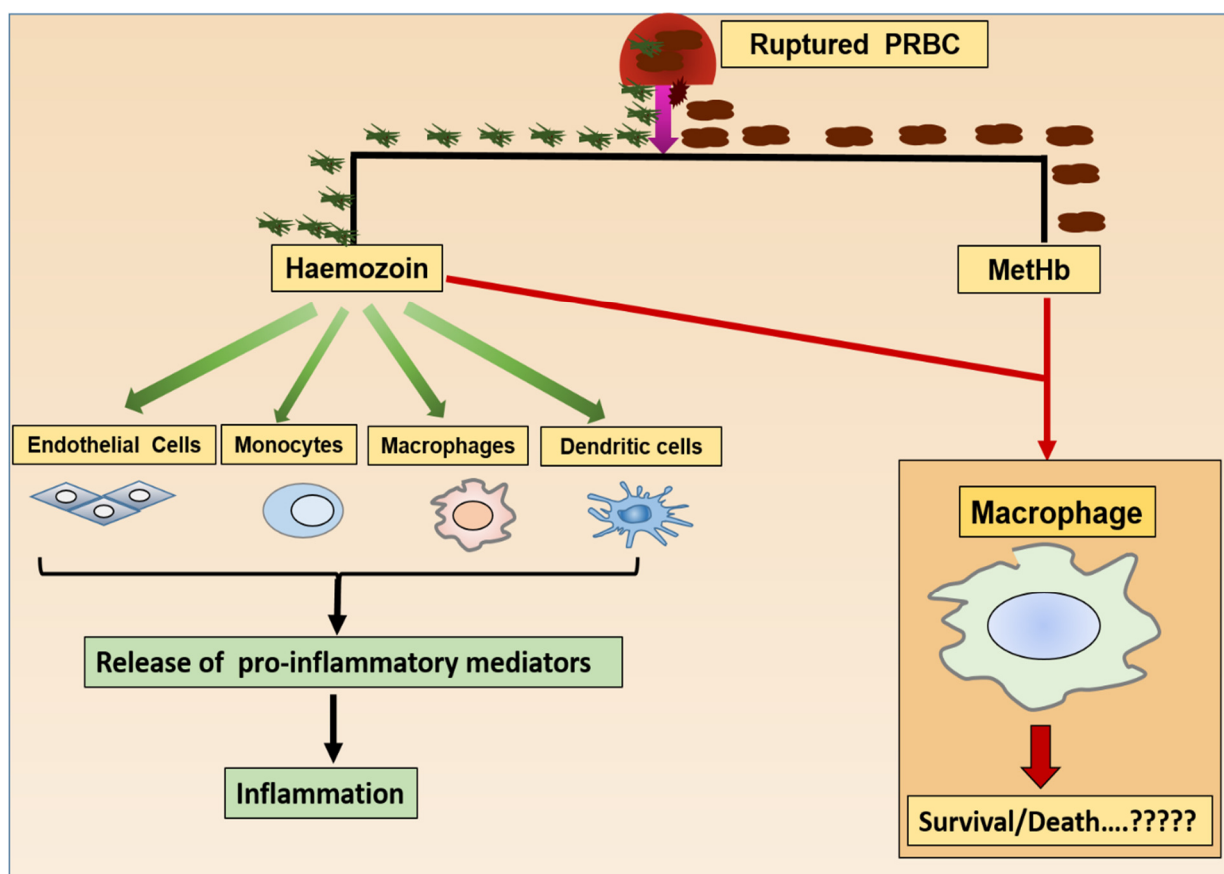 Ruptured PRBC
Haemozoin
MetHb
Endothelial Cells
Monocytes
Macrophages
Dendritic cells
Macrophage
Release of pro-inflammatory mediators
Inflammation
Survival/Death....?????